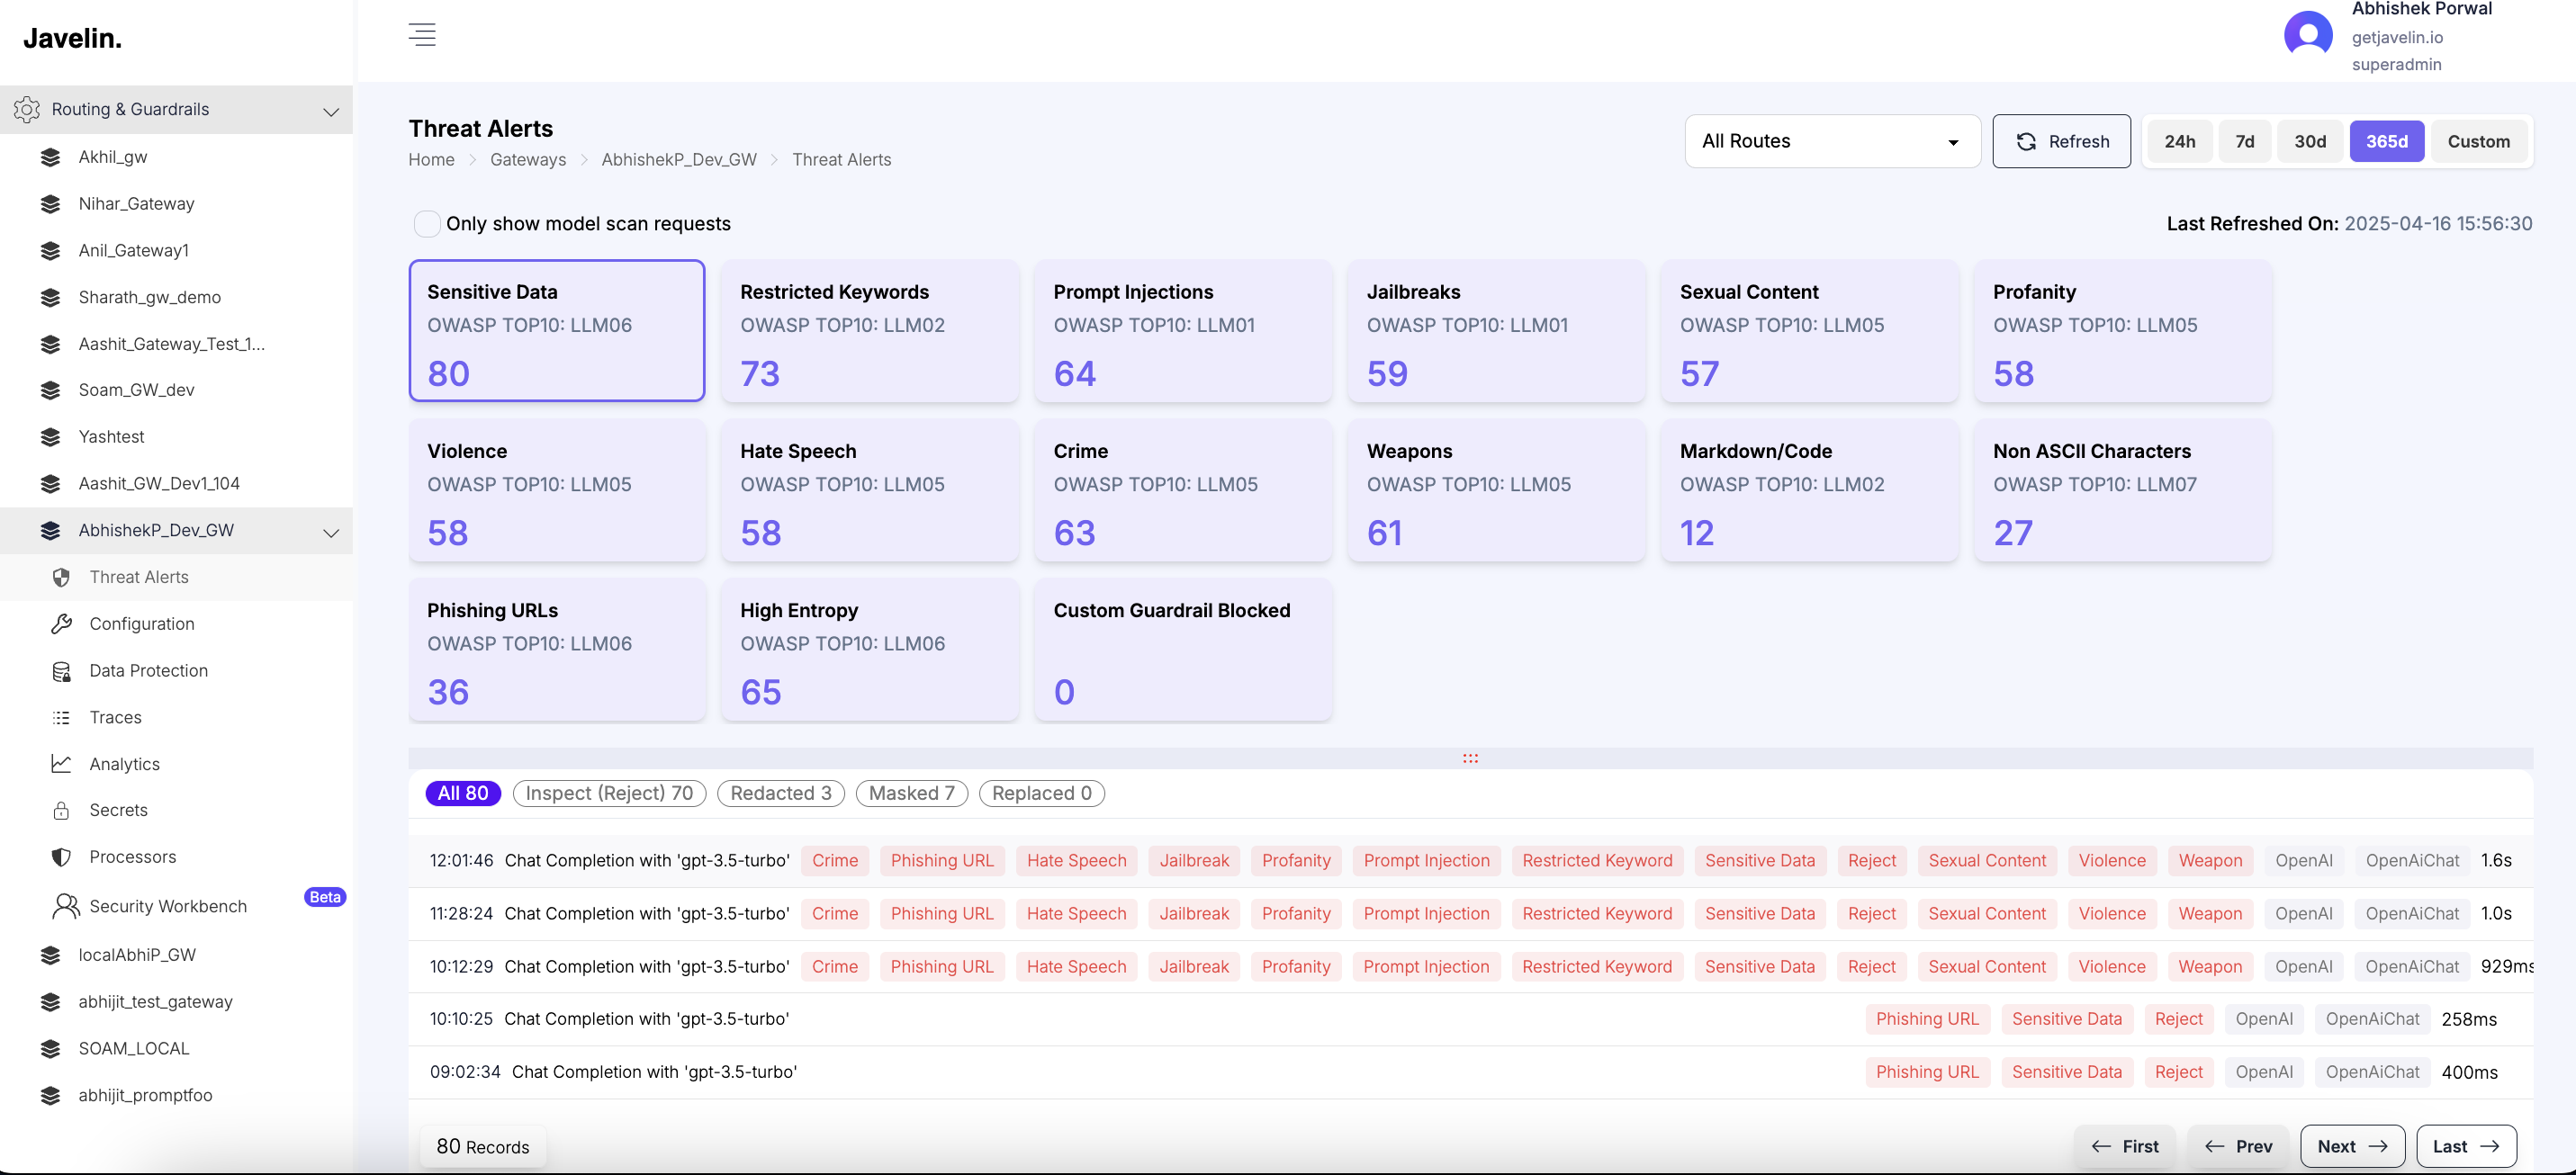 Javelin.
Abhishek Porwal
getjavelin.io
superadmin
Routing & Guardrails
Akhil_gw
Nihar_Gateway
Anil_Gateway1
Sharath_gw_demo
Aashit_Gateway_Test_1...
Soam_GW_dev
Yashtest
Aashit_GW_Dev1_104
AbhishekP_Dev_GW
Threat Alerts
Configuration
Data Protection
Traces
Analytics
Secrets
Processors
Security Workbench Beta
localAbhiP_GW
abhijit_test_gateway
SOAM_LOCAL
abhijit_promptfoo
Threat Alerts
Home > Gateways > AbhishekP_Dev_GW > Threat Alerts
All Routes Refresh 24h 7d 30d 365d Custom
Only show model scan requests
Last Refreshed On: 2025-04-16 15:56:30
Sensitive Data
OWASP TOP10: LLM06
80
Restricted Keywords
OWASP TOP10: LLM02
73
Prompt Injections
OWASP TOP10: LLM01
64
Jailbreaks
OWASP TOP10: LLM01
59
Sexual Content
OWASP TOP10: LLM05
57
Profanity
OWASP TOP10: LLM05
58
Violence
OWASP TOP10: LLM05
58
Hate Speech
OWASP TOP10: LLM05
58
Crime
OWASP TOP10: LLM05
63
Weapons
OWASP TOP10: LLM05
61
Markdown/Code
OWASP TOP10: LLM02
12
Non ASCII Characters
OWASP TOP10: LLM07
27
Phishing URLs
OWASP TOP10: LLM06
36
High Entropy
OWASP TOP10: LLM06
65
Custom Guardrail Blocked
0
All 80 Inspect (Reject) 70 Redacted 3 Masked 7 Replaced 0
12:01:46 Chat Completion with 'gpt-3.5-turbo' Crime Phishing URL Hate Speech Jailbreak Profanity Prompt Injection Restricted Keyword Sensitive Data Reject Sexual Content Violence Weapon OpenAI OpenAiChat 1.6s
11:28:24 Chat Completion with 'gpt-3.5-turbo' Crime Phishing URL Hate Speech Jailbreak Profanity Prompt Injection Restricted Keyword Sensitive Data Reject Sexual Content Violence Weapon OpenAI OpenAiChat 1.0s
10:12:29 Chat Completion with 'gpt-3.5-turbo' Crime Phishing URL Hate Speech Jailbreak Profanity Prompt Injection Restricted Keyword Sensitive Data Reject Sexual Content Violence Weapon OpenAI OpenAiChat 929ms
10:10:25 Chat Completion with 'gpt-3.5-turbo' Phishing URL Sensitive Data Reject OpenAI OpenAiChat 258ms
09:02:34 Chat Completion with 'gpt-3.5-turbo' Phishing URL Sensitive Data Reject OpenAI OpenAiChat 400ms
80 Records
← First ← Prev Next → Last →